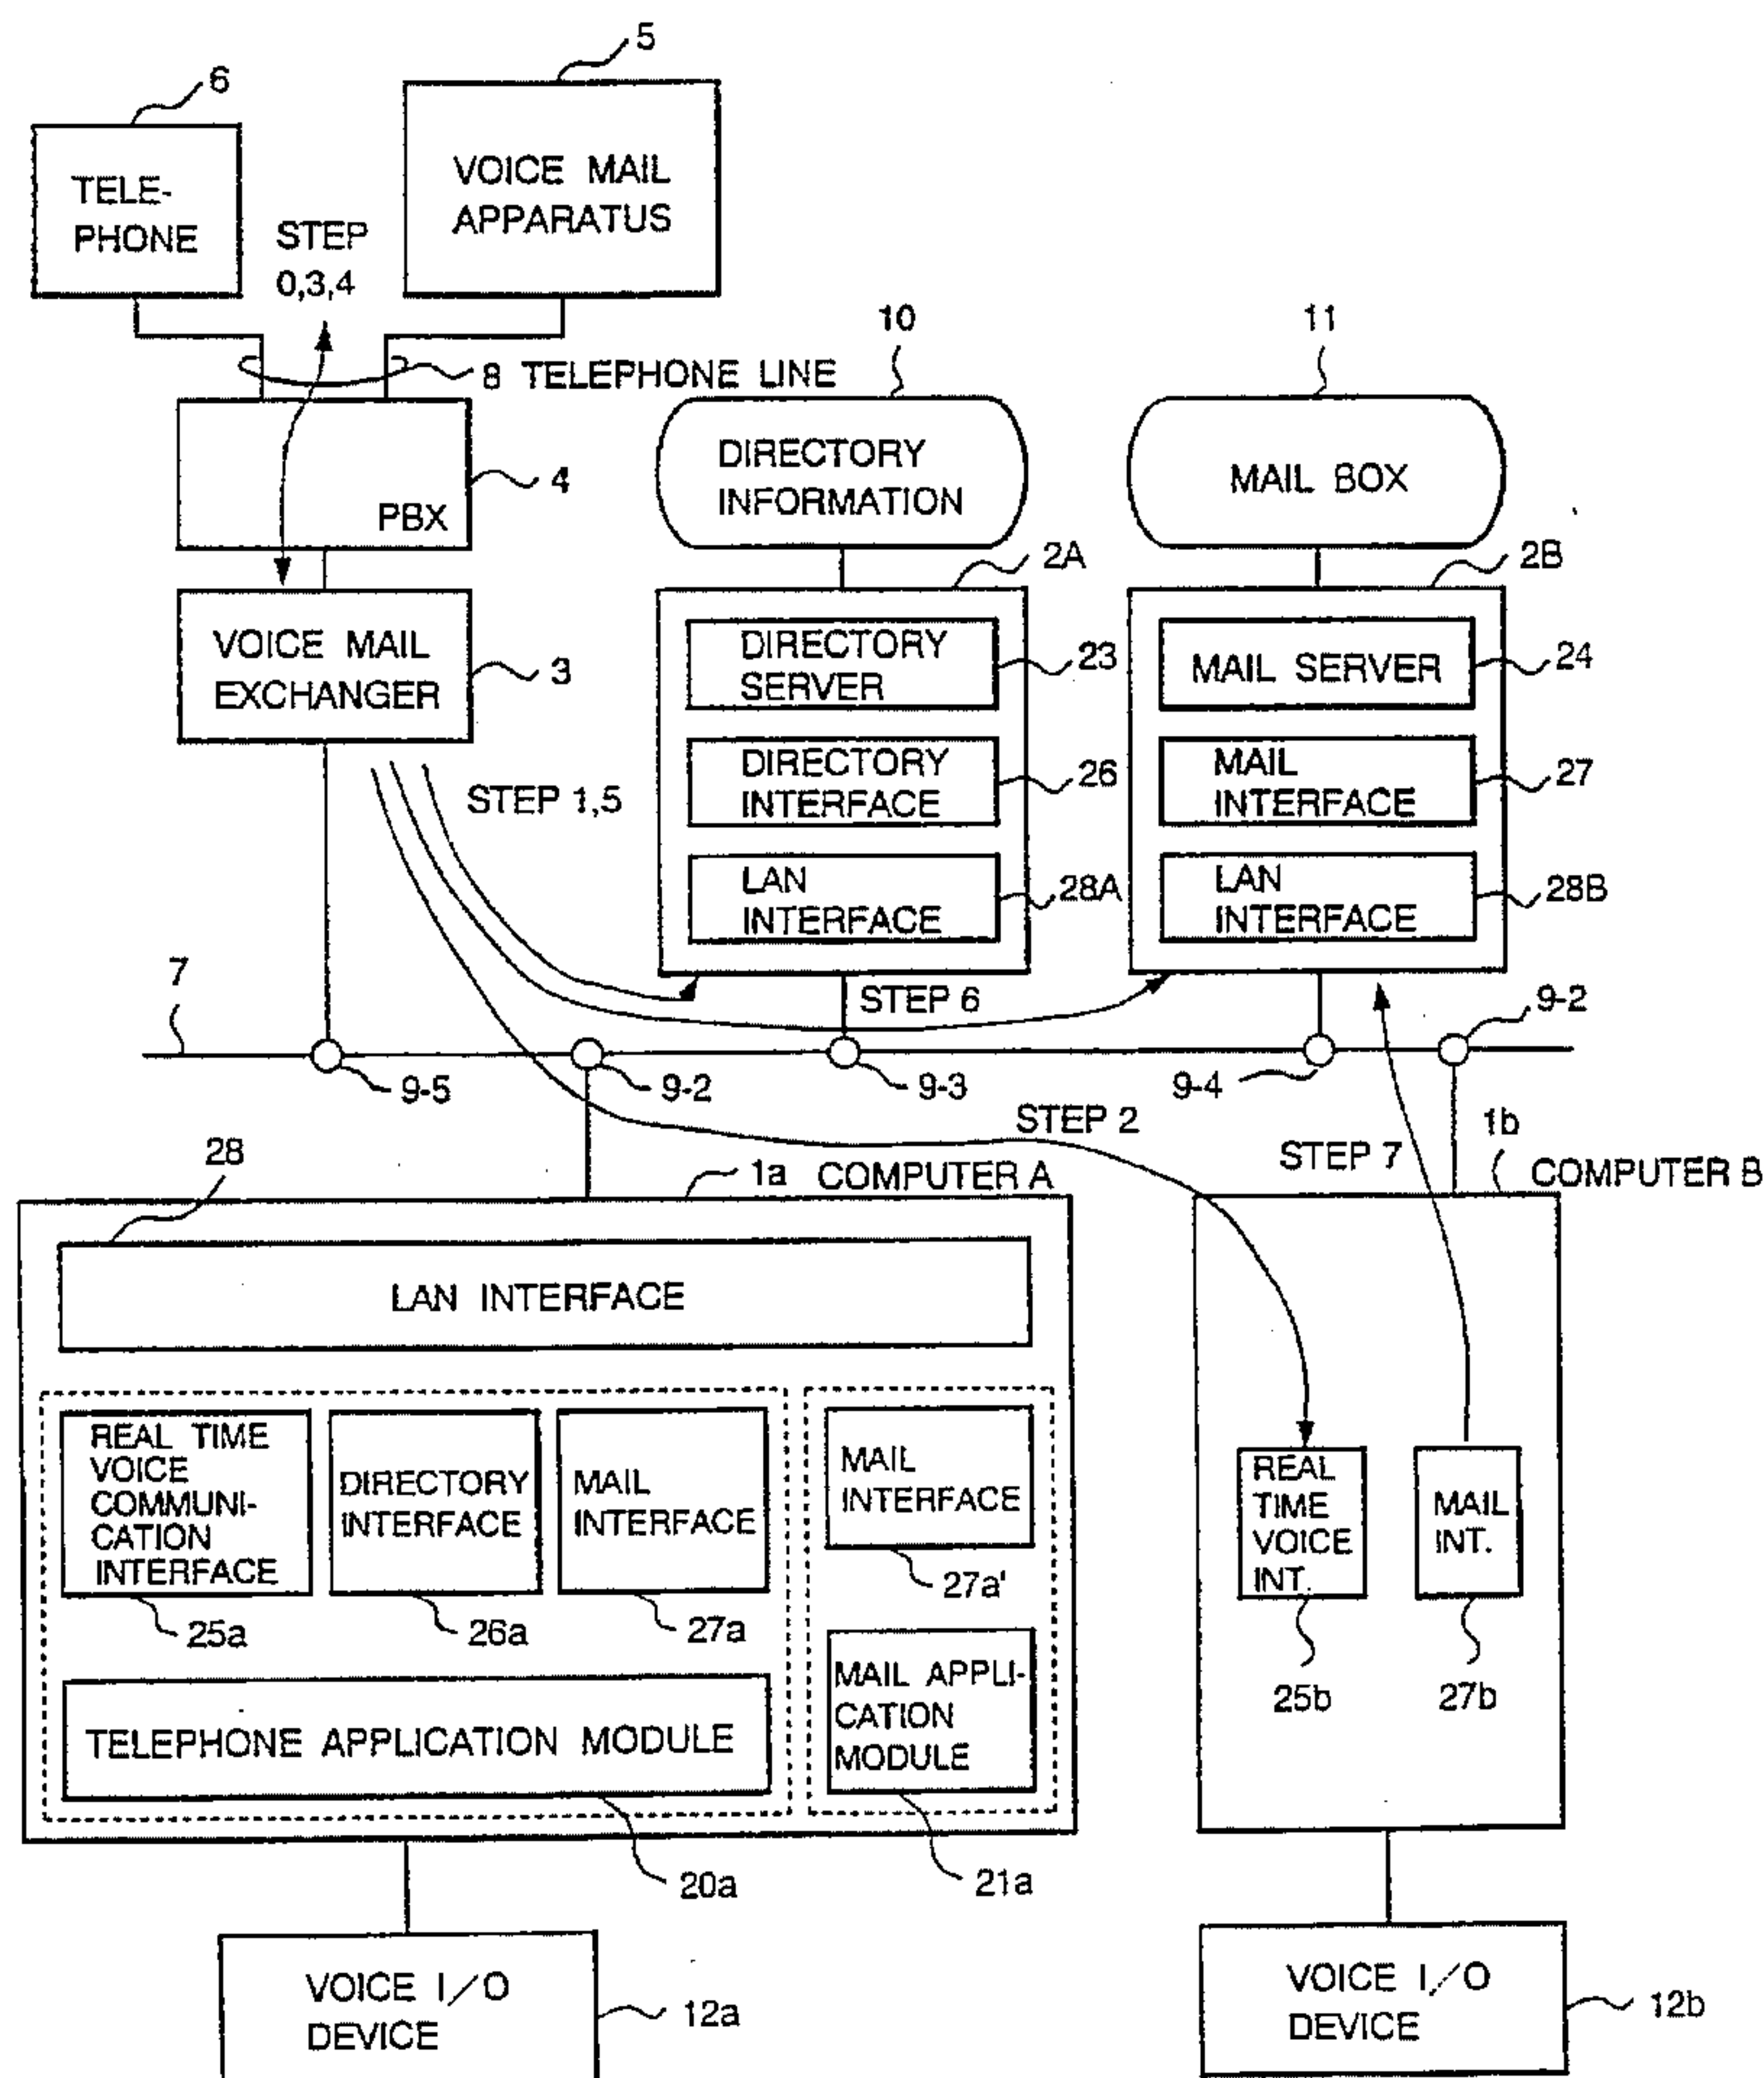 5
6
TELE-
PHONE
VOICE MAIL
APPARATUS
STEP
0,3,4
8 TELEPHONE LINE
10
11
DIRECTORY
INFORMATION
MAIL BOX
4
PBX
2A
2B
VOICE MAIL
EXCHANGER
3
DIRECTORY
SERVER
23
MAIL SERVER
24
STEP 1,5
DIRECTORY
INTERFACE
26
MAIL
INTERFACE
27
LAN
INTERFACE
28A
LAN
INTERFACE
28B
7
STEP 6
9-2
9-5
9-2
9-3
9-4
STEP 2
STEP 7
1b
COMPUTER B
28
1a COMPUTER A
LAN INTERFACE
REAL TIME
VOICE
COMMUNI-
CATION
INTERFACE
DIRECTORY
INTERFACE
MAIL
INTERFACE
MAIL
INTERFACE
REAL
TIME
VOICE
INT.
MAIL
INT.
25a
26a
27a
27a'
25b
27b
TELEPHONE APPLICATION MODULE
MAIL APPLI-
CATION
MODULE
20a
21a
VOICE I/O
DEVICE
12a
VOICE I/O
DEVICE
12b